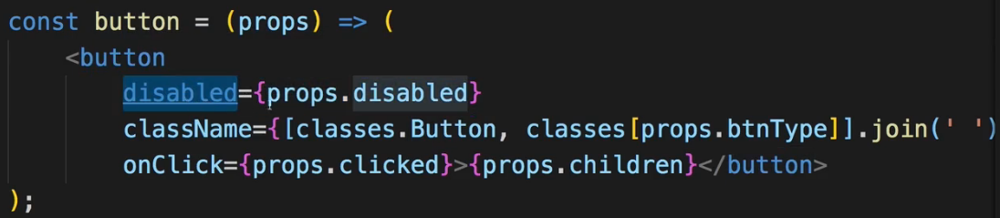 const button = (props) => (
<button
disabled={props.disabled}
className={[classes.Button, classes[props.btnType]].join(' ')
onClick={props.clicked}>{props.children}</button>
);